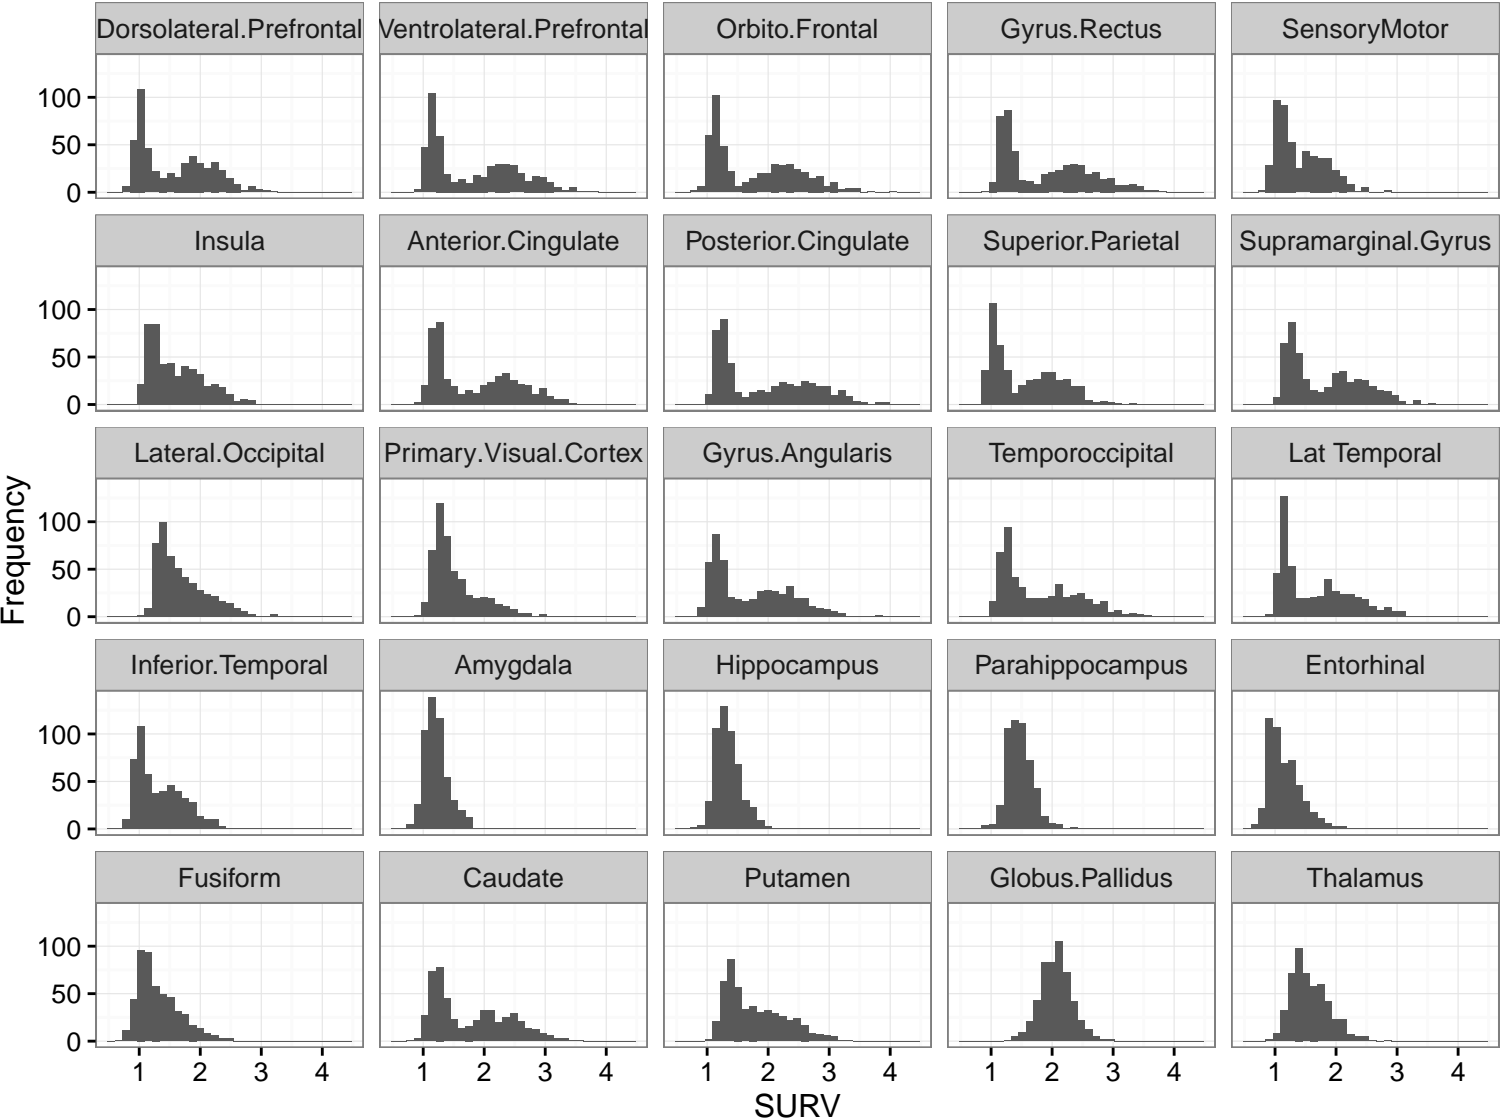 Dorsolateral.Prefrontal Ventrolateral.Prefrontal Orbito.Frontal Gyrus.Rectus SensoryMotor
100
50
0
Insula Anterior.Cingulate Posterior.Cingulate Superior.Parietal Supramarginal.Gyrus
100
50
0
Lateral.Occipital Primary.Visual.Cortex Gyrus.Angularis Temporoccipital Lat Temporal
100
50
0
Frequency
Inferior.Temporal Amygdala Hippocampus Parahippocampus Entorhinal
100
50
0
Fusiform Caudate Putamen Globus.Pallidus Thalamus
100
50
0
1 2 3 4 1 2 3 4 1 2 3 4 1 2 3 4 1 2 3 4
SURV